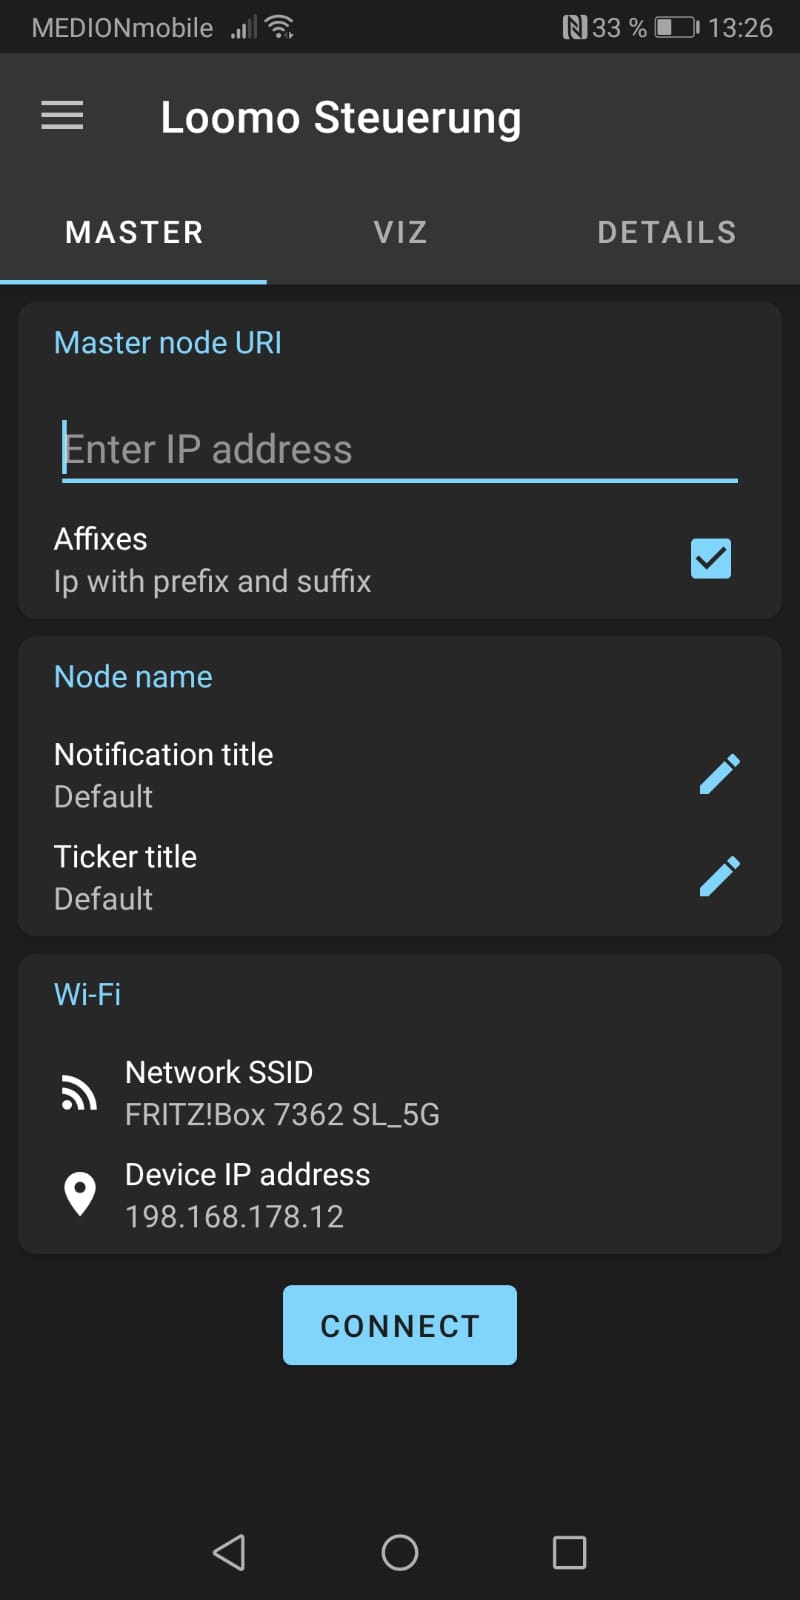 MEDIONmobile 33 % 13:26
Loomo Steuerung
MASTER VIZ DETAILS
Master node URI
Enter IP address
Affixes
Ip with prefix and suffix
Node name
Notification title
Default
Ticker title
Default
Wi-Fi
Network SSID
FRITZ!Box 7362 SL_5G
Device IP address
198.168.178.12
CONNECT